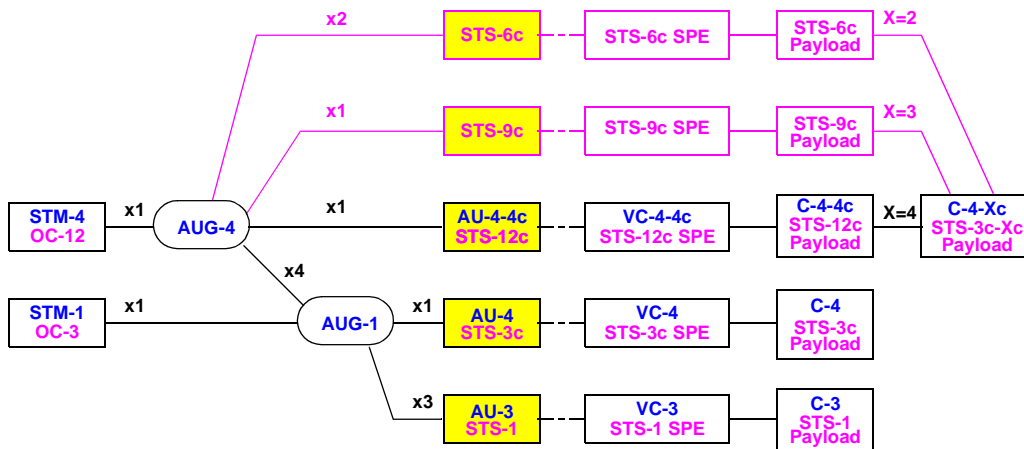 x2
STS-6c
STS-6c SPE
STS-6c
Payload
X=2
x1
STS-9c
STS-9c SPE
STS-9c
Payload
X=3
STM-4
OC-12
x1
AUG-4
x1
AU-4-4c
STS-12c
VC-4-4c
STS-12c SPE
C-4-4c
STS-12c
Payload
X=4
C-4-Xc
STS-3c-Xc
Payload
x4
STM-1
OC-3
x1
AUG-1
x1
AU-4
STS-3c
VC-4
STS-3c SPE
C-4
STS-3c
Payload
x3
AU-3
STS-1
VC-3
STS-1 SPE
C-3
STS-1
Payload